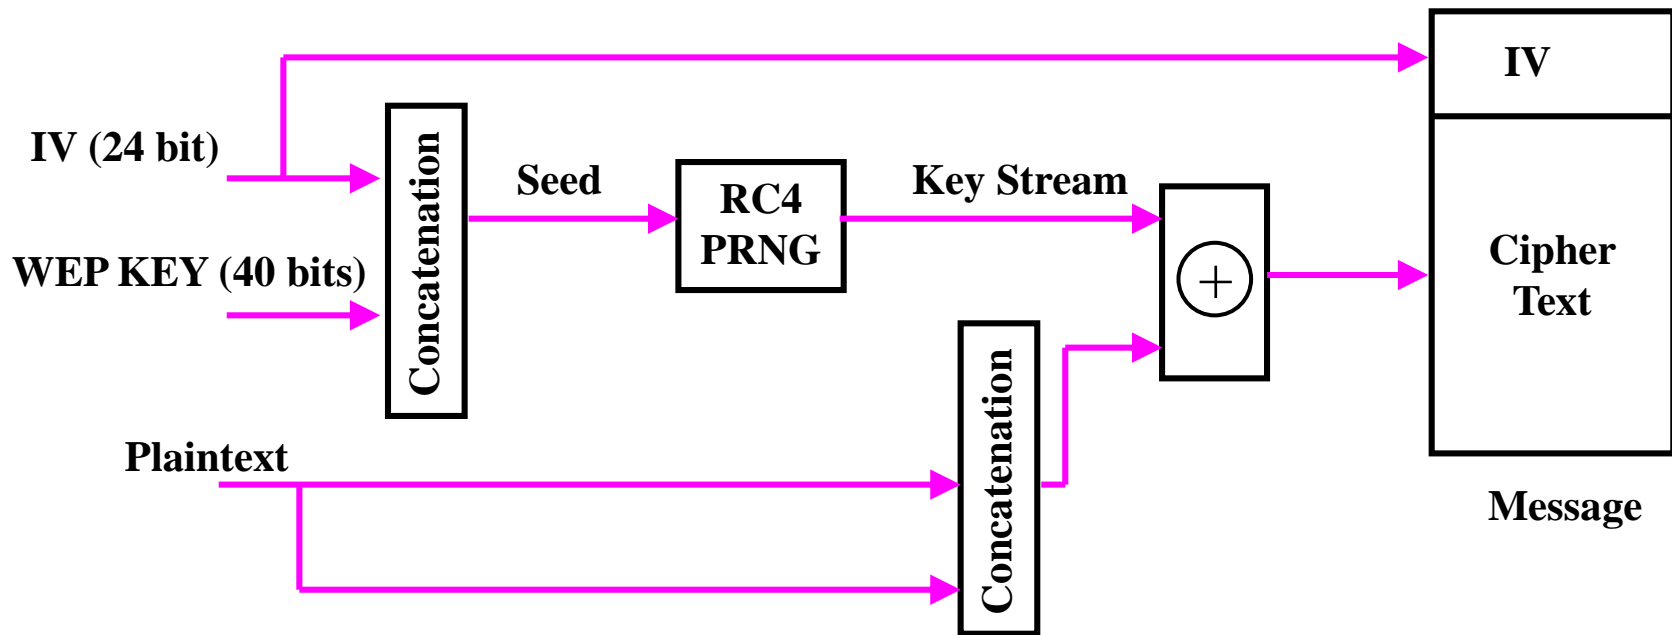 IV
IV (24 bit)
Concatenation
Seed
RC4
PRNG
Key Stream
WEP KEY (40 bits)
+
Cipher
Text
Plaintext
Concatenation
Message